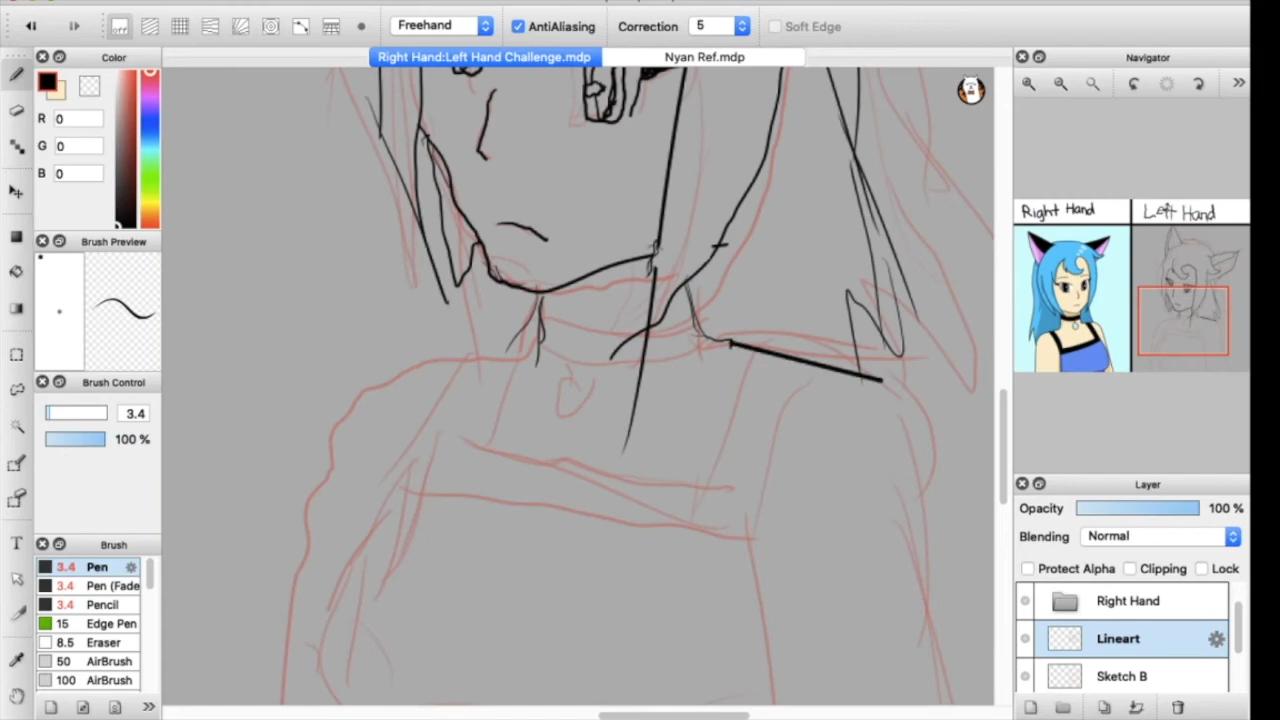 off Freehand AntiAliasing Correction 5 Soft Edge
Color Right Hand:Left Hand Challenge.mdp Nyan Ref.mdp Navigator
R 0
G 0
B 0
Right Hand Left Hand
Brush Preview
Brush Control
3.4
100 %
Layer
Opacity 100 %
Blending Normal
Protect Alpha Clipping Lock
Right Hand
Lineart
Sketch B
Brush
3.4 Pen
3.4 Pen (Fade
3.4 Pencil
15 Edge Pen
8.5 Eraser
50 AirBrush
100 AirBrush
T